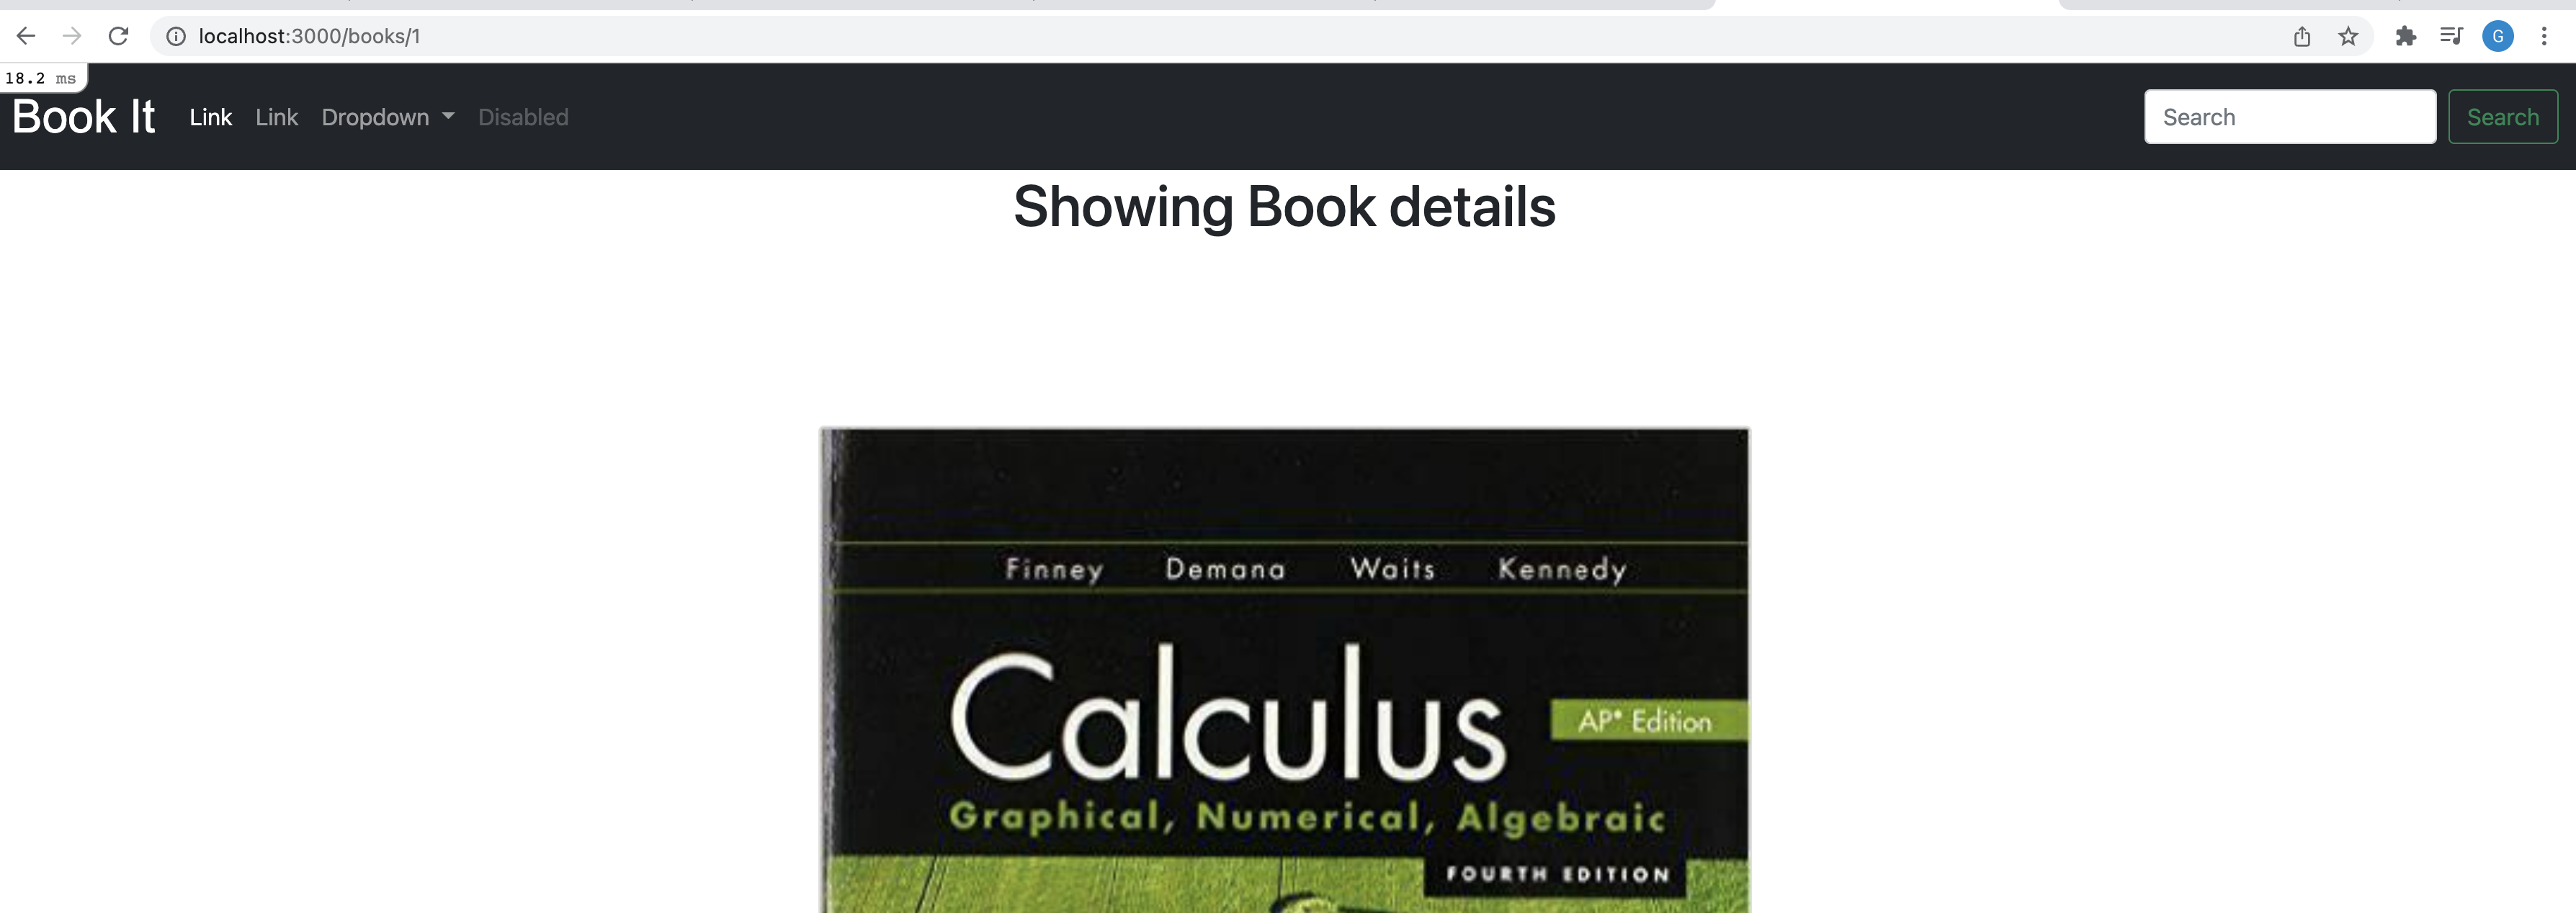 localhost:3000/books/1
G
18.2 ms
Book It Link Link Dropdown Disabled Search Search
Showing Book details
Finney Demana Waits Kennedy
Calculus
AP* Edition
Graphical, Numerical, Algebraic
FOURTH EDITION